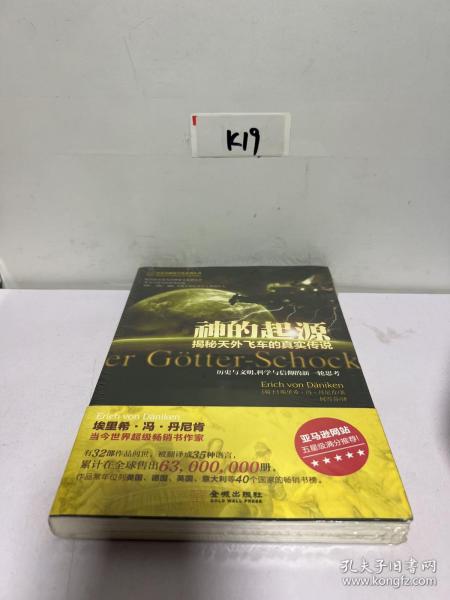 K19
神的起源
揭秘天外飞车的真实传说
er Götter-Schock
历史与文明,科学与信仰的新一轮思考
Erich von Däniken
Erich von Däniken
埃里希·冯·丹尼肯
当今世界超级畅销书作家
有32部作品问世,被翻译成35种语言,
累计在全球售出63,000,000册,
作品常年位列美国、德国、英国、意大利等40个国家的畅销书榜。
亚马逊网站
五星级满分推荐!
金城出版社
GOLD WALL PRESS
孔夫子旧书网
www.kongfz.com